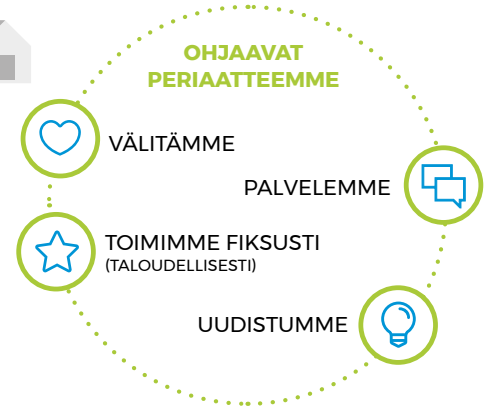 OHJAAVAT
PERIAATTEEMME
VÄLITÄMME
PALVELEMME
TOIMIMME FIKSUSTI
(TALOUDELLISESTI)
UUDISTUMME